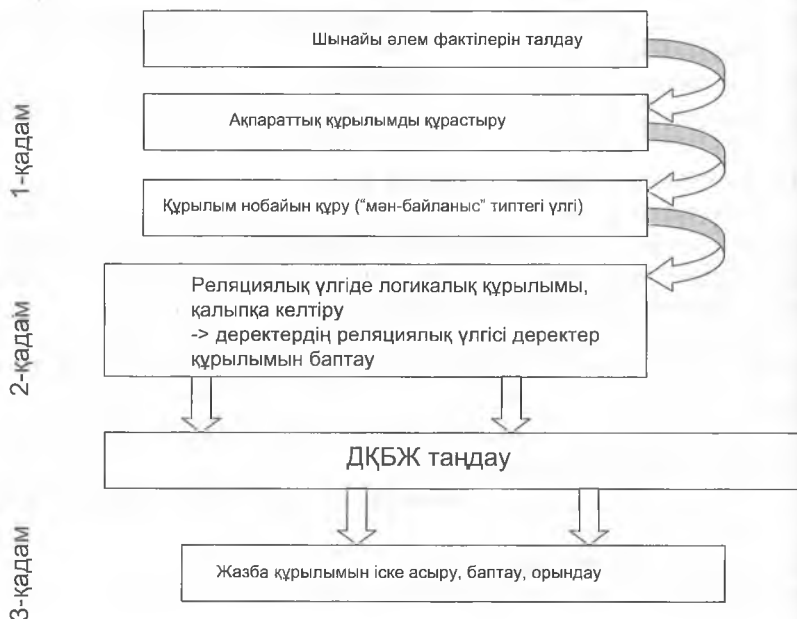 Шынайы әлем фактілерін талдау
1-қадам
Ақпараттық құрылымды құрастыру
Құрылым нобайын құру (“мән-байланыс” типтегі үлгі)
2-қадам
Реляциялық үлгіде логикалық құрылымы,
қалыпқа келтіру
-> деректердің реляциялық үлгісі деректер
құрылымын баптау
ДҚБЖ таңдау
3-қадам
Жазба құрылымын іске асыру, баптау, орындау